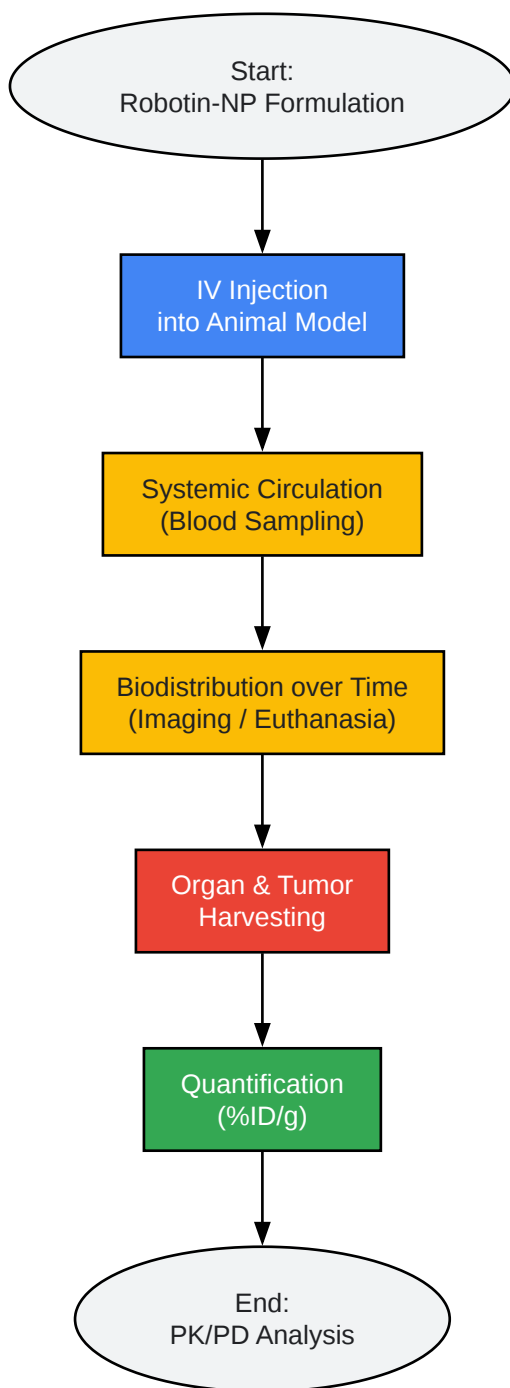 Start:
Robotin-NP Formulation
IV Injection
into Animal Model
Systemic Circulation
(Blood Sampling)
Biodistribution over Time
(Imaging / Euthanasia)
Organ & Tumor
Harvesting
Quantification
(%ID/g)
End:
PK/PD Analysis